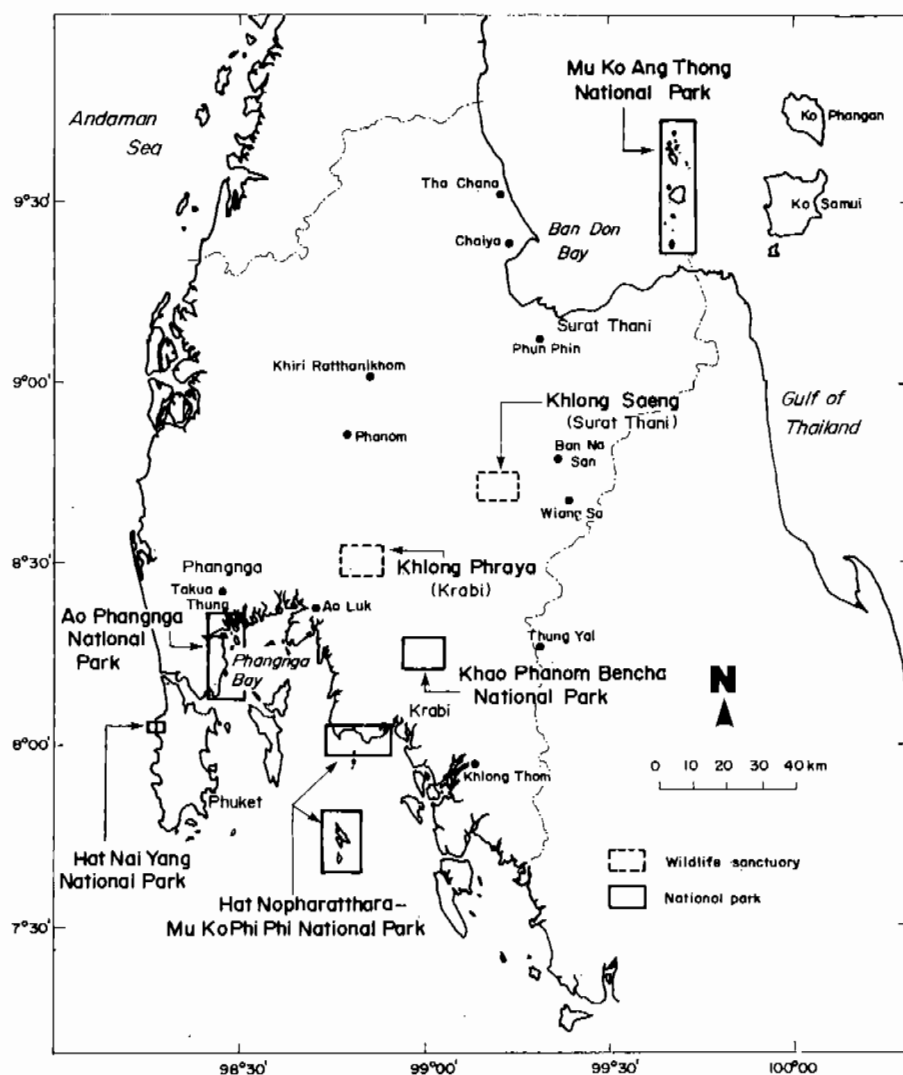 Mu Ko Ang Thong
National Park
Andaman
Sea
Ko Phangan
Tha Chana
9°30'
Ko Samui
Chaiya
Ban Don
Bay
Surat Thani
Phun Phin
Khiri Ratthanikhom
9°00'
Khlong Saeng
(Surat Thani)
Gulf of
Thailand
Phanom
Ban Na
San
Wiang Sa
8°30'
Phangnga
Khlong Phraya
(Krabi)
Takua
Thung
Ao Luk
Ao Phangnga
National
Park
Phangnga
Bay
Thung Yai
Khao Phanom Bencha
National Park
N
Krabi
8°00'
Khlong Thom
0 10 20 30 40 km
Phuket
Hat Nai Yang
National Park
Wildlife sanctuary
National park
Hat Nopharatthara-
Mu Ko Phi Phi National Park
7°30'
98°30'
99°00'
99°30'
100°00'